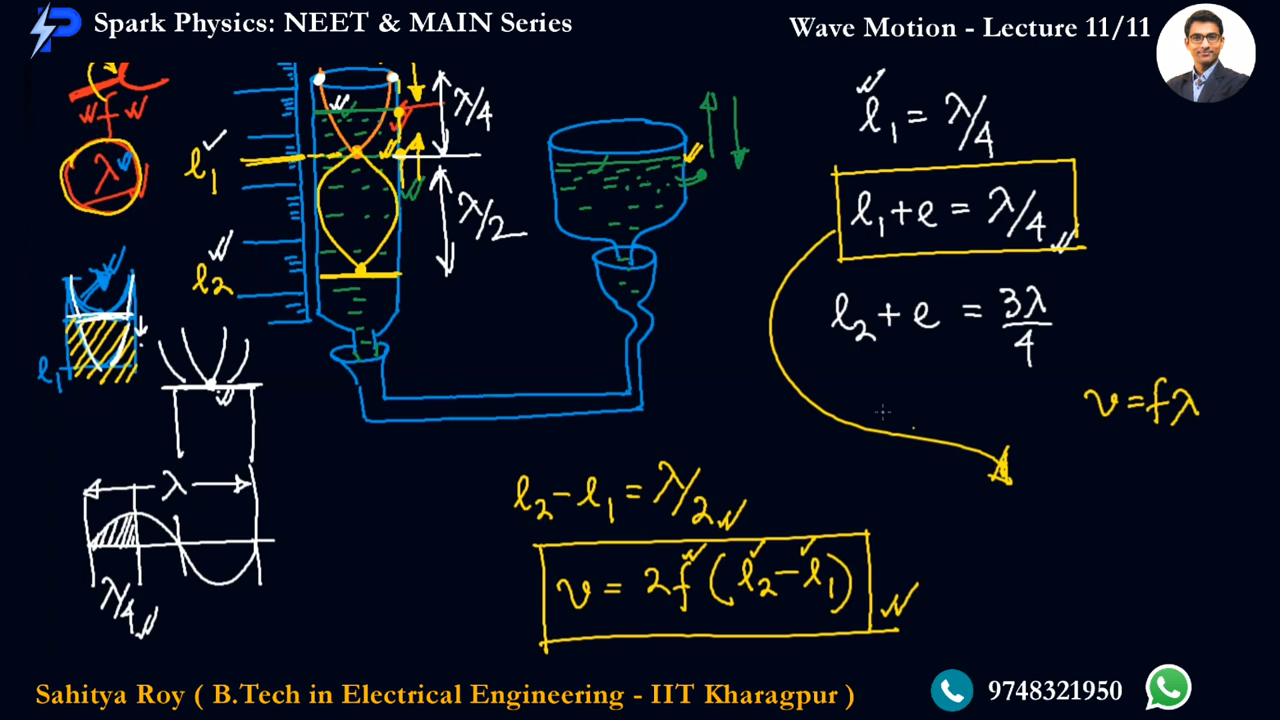 Spark Physics: NEET & MAIN Series
Wave Motion - Lecture 11/11
f
λ
l₁
l₂
λ/4
λ/2
l₁
λ
λ/4
l₁ = λ/4
l₁ + e = λ/4
l₂ + e = 3λ/4
v = fλ
l₂ - l₁ = λ/2
v = 2f (l₂ - l₁)
Sahitya Roy ( B.Tech in Electrical Engineering - IIT Kharagpur )
9748321950